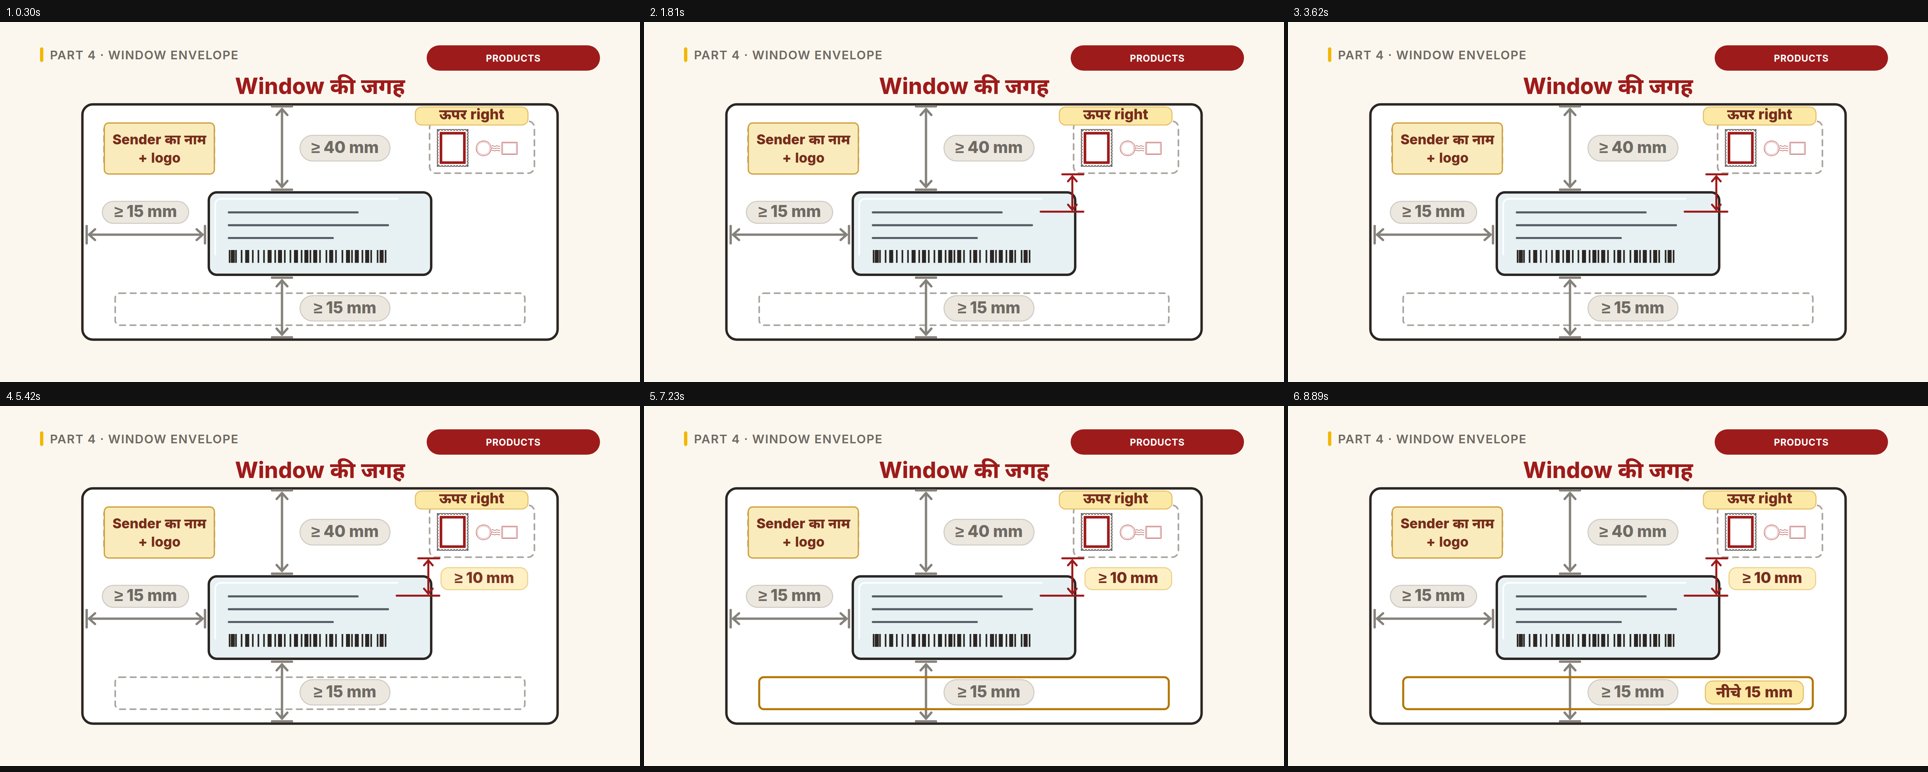 1. 0.30s
PART 4 · WINDOW ENVELOPE
PRODUCTS
Window की जगह
ऊपर right
Sender का नाम
+ logo
≥ 40 mm
≥ 15 mm
≥ 15 mm
2. 1.81s
PART 4 · WINDOW ENVELOPE
PRODUCTS
Window की जगह
ऊपर right
Sender का नाम
+ logo
≥ 40 mm
≥ 15 mm
≥ 15 mm
3. 3.62s
PART 4 · WINDOW ENVELOPE
PRODUCTS
Window की जगह
ऊपर right
Sender का नाम
+ logo
≥ 40 mm
≥ 15 mm
≥ 15 mm
4. 5.42s
PART 4 · WINDOW ENVELOPE
PRODUCTS
Window की जगह
ऊपर right
Sender का नाम
+ logo
≥ 40 mm
≥ 10 mm
≥ 15 mm
≥ 15 mm
5. 7.23s
PART 4 · WINDOW ENVELOPE
PRODUCTS
Window की जगह
ऊपर right
Sender का नाम
+ logo
≥ 40 mm
≥ 10 mm
≥ 15 mm
≥ 15 mm
6. 8.89s
PART 4 · WINDOW ENVELOPE
PRODUCTS
Window की जगह
ऊपर right
Sender का नाम
+ logo
≥ 40 mm
≥ 10 mm
≥ 15 mm
≥ 15 mm
नीचे 15 mm